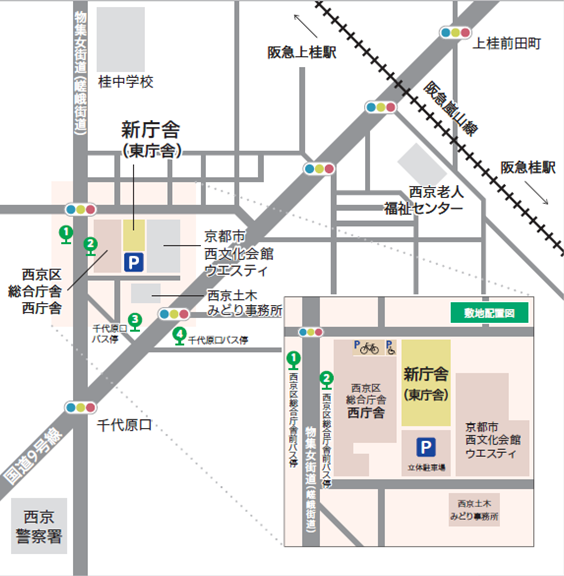 物集女街道(嵯峨街道)
桂中学校
阪急上桂駅
上桂前田町
阪急嵐山線
阪急桂駅
新庁舎
(東庁舎)
西京老人
福祉センター
1
2
P
京都市
西文化会館
ウエスティ
西京区
総合庁舎
西庁舎
西京土木
みどり事務所
3
千代原口
バス停
4
千代原口バス停
千代原口
国道9号線
西京
警察署
敷地配置図
1
西京区総合庁舎前バス停
2
西京区総合庁舎前バス停
物集女街道(嵯峨街道)
P
P
西京区
総合庁舎
西庁舎
新庁舎
(東庁舎)
P
立体駐車場
京都市
西文化会館
ウエスティ
西京土木
みどり事務所